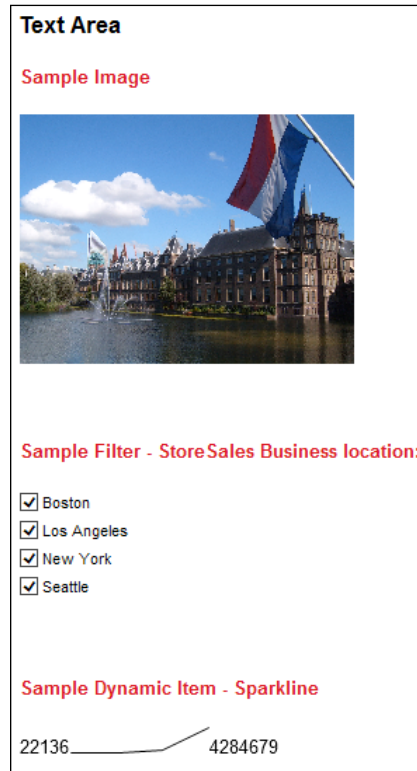 Text Area
Sample Image
Sample Filter - StoreSales Business location:
Boston
Los Angeles
New York
Seattle
Sample Dynamic Item - Sparkline
22136 4284679